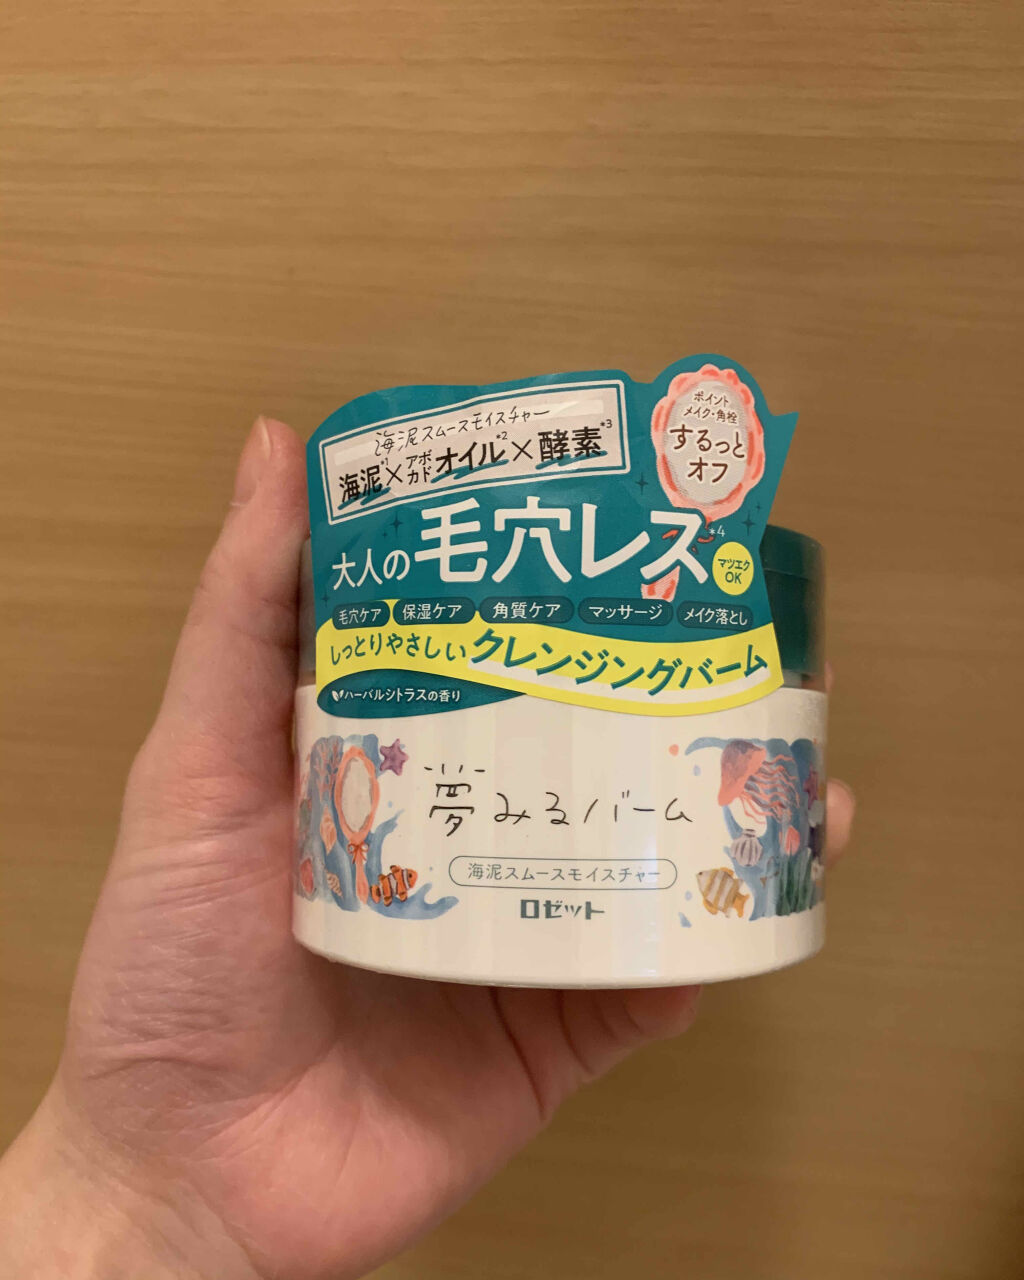 海泥スムースモイスチャー
海泥*1×アボカドオイル*2×酵素*3
ポイント
メイク・角栓
するっと
オフ
大人の毛穴レス*4
マツエク
OK
毛穴ケア 保湿ケア 角質ケア マッサージ メイク落とし
しっとりやさしいクレンジングバーム
ハーバルシトラスの香り
夢みるバーム
海泥スムースモイスチャー
ロゼット